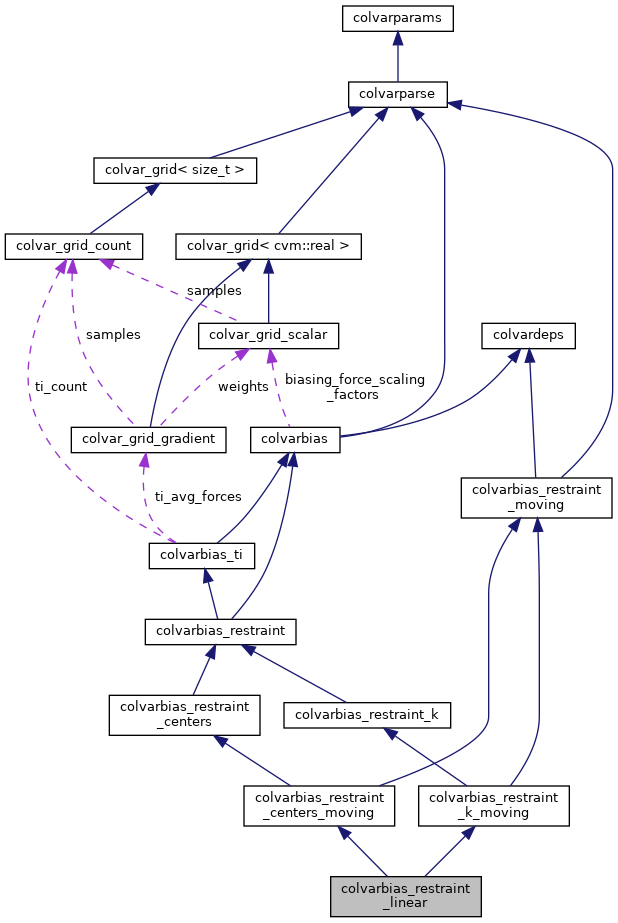 colvarparams
colvarparse
colvar_grid< size_t >
colvar_grid_count
colvar_grid< cvm::real >
samples
colvar_grid_scalar
colvardeps
samples
ti_count
weights
biasing_force_scaling
_factors
colvar_grid_gradient
colvarbias
colvarbias_restraint
_moving
ti_avg_forces
colvarbias_ti
colvarbias_restraint
colvarbias_restraint
_centers
colvarbias_restraint_k
colvarbias_restraint
_centers_moving
colvarbias_restraint
_k_moving
colvarbias_restraint
_linear